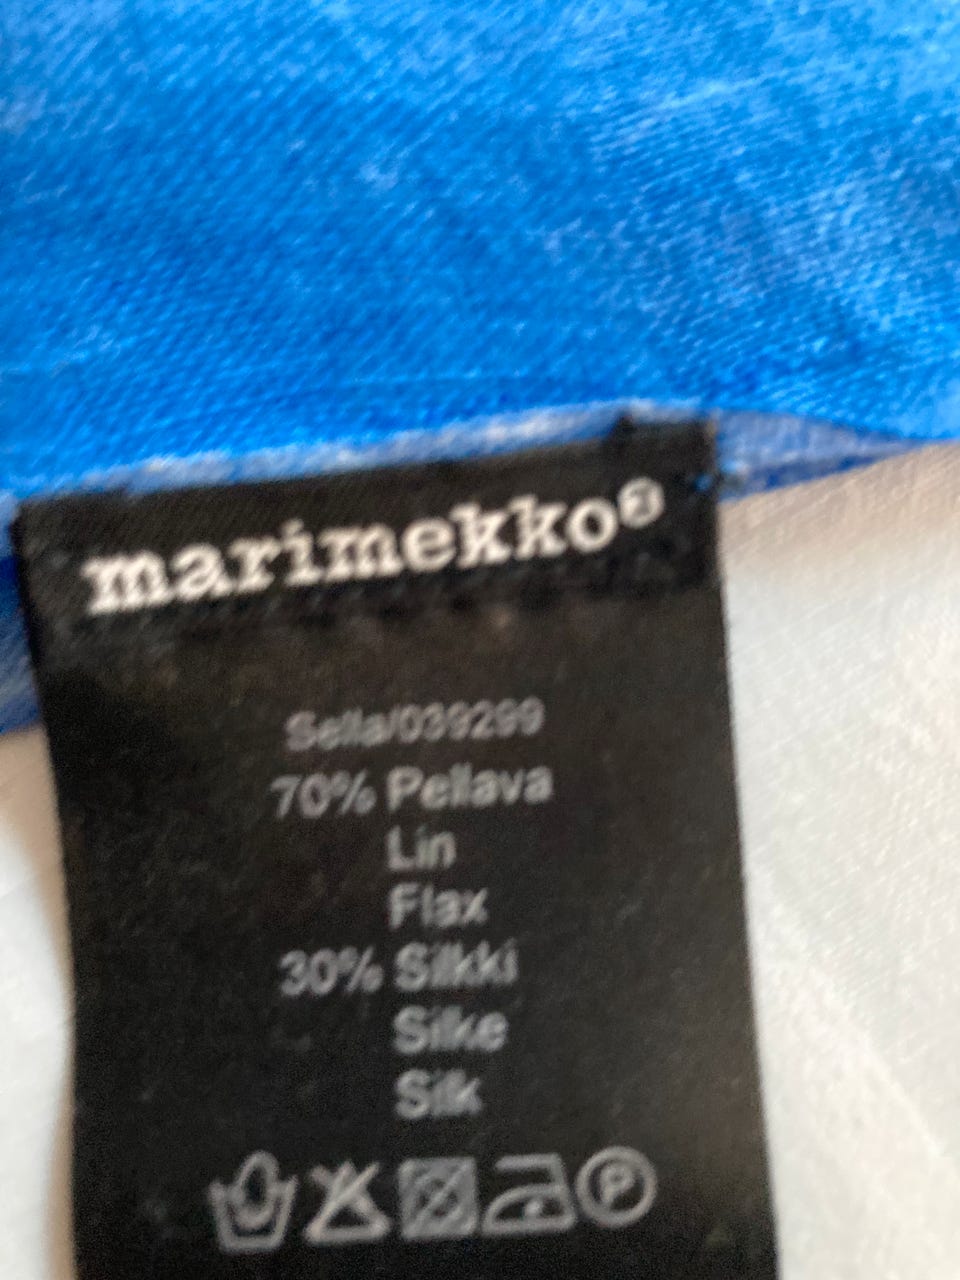 marimekko®
Sella/039299
70% Pellava
Lin
Flax
30% Silkki
Silke
Silk
P